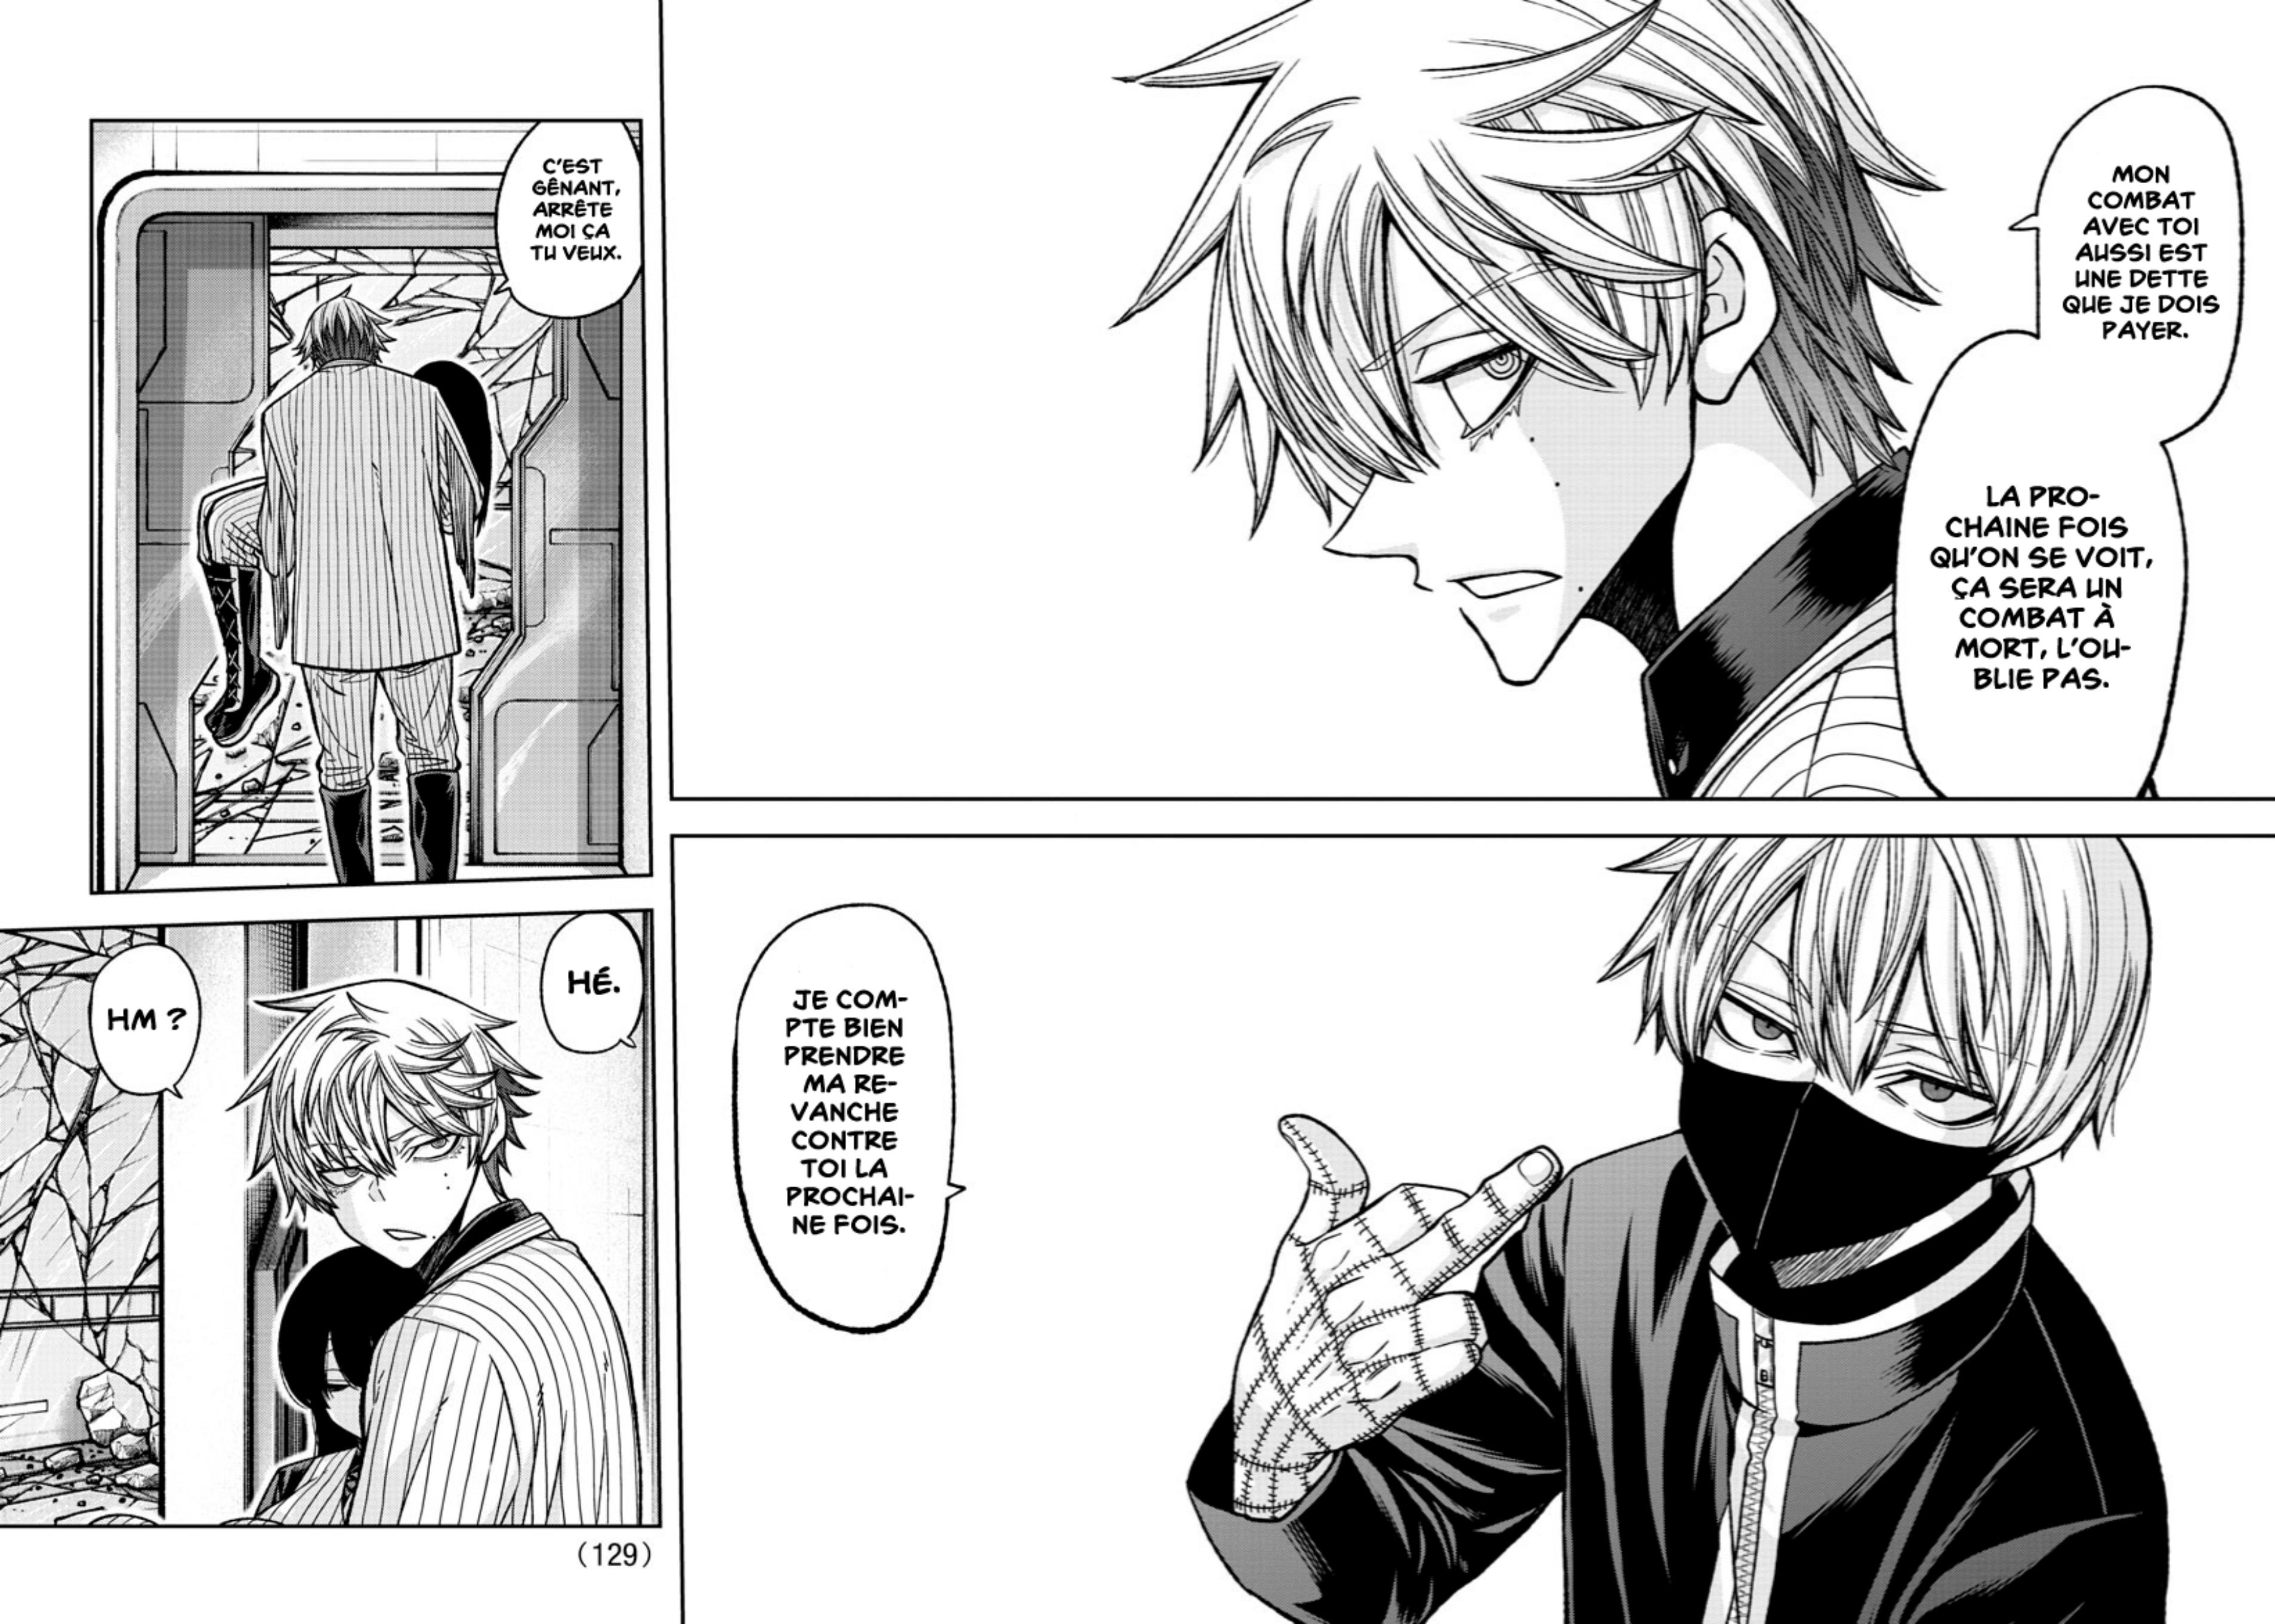 MON
COMBAT
AVEC TOI
AUSSI EST
UNE DETTE
QUE JE DOIS
PAYER.
LA PRO-
CHAINE FOIS
QU'ON SE VOIT,
ÇA SERA UN
COMBAT À
MORT, L'OU-
BLIE PAS.
JE COM-
PTE BIEN
PRENDRE
MA RE-
VANCHE
CONTRE
TOI LA
PROCHAI-
NE FOIS.
C'EST
GÊNANT,
ARRÊTE
MOI ÇA
TU VEUX.
HÉ.
HM ?
(129)